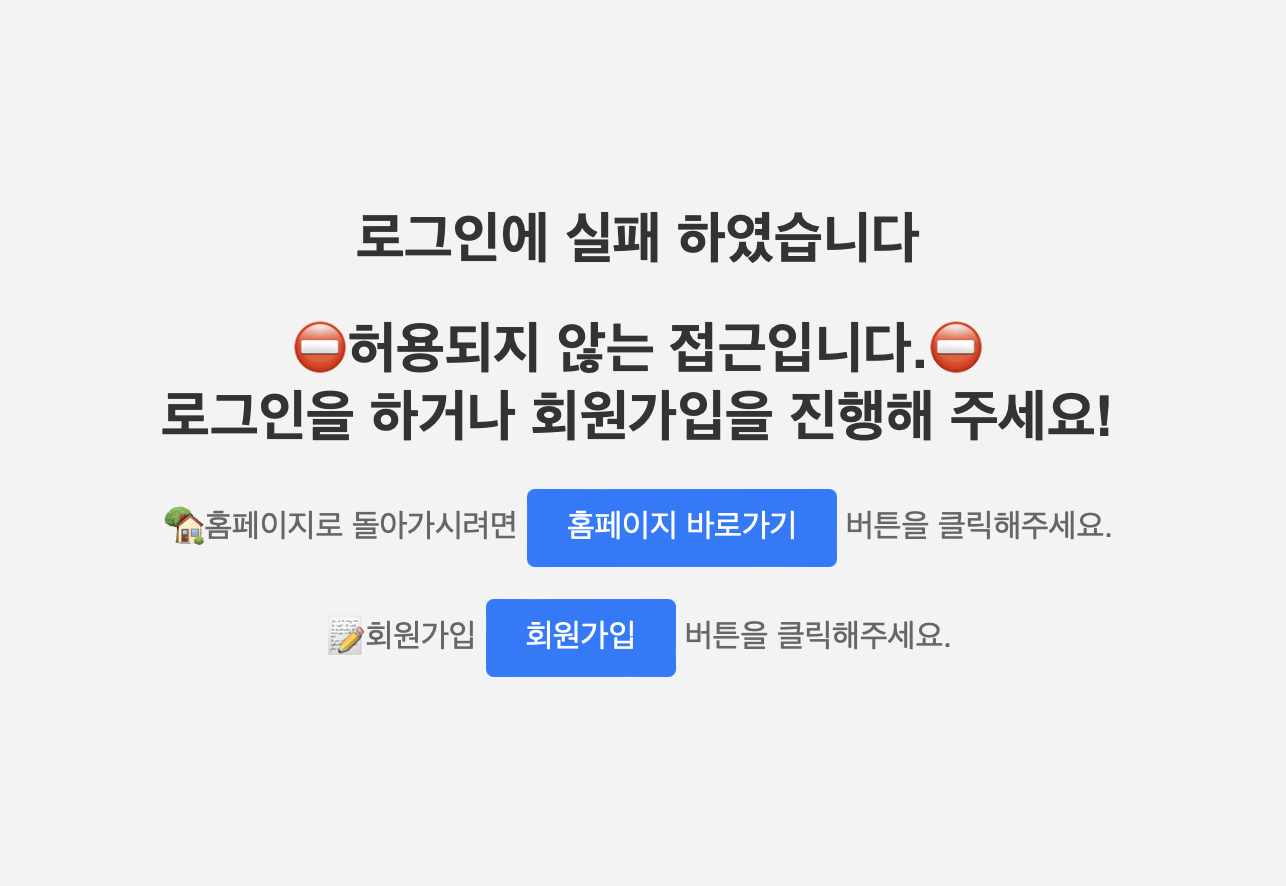 로그인에 실패 하였습니다
⛔허용되지 않는 접근입니다.⛔
로그인을 하거나 회원가입을 진행해 주세요!
🏡홈페이지로 돌아가시려면 홈페이지 바로가기 버튼을 클릭해주세요.
📝회원가입 회원가입 버튼을 클릭해주세요.